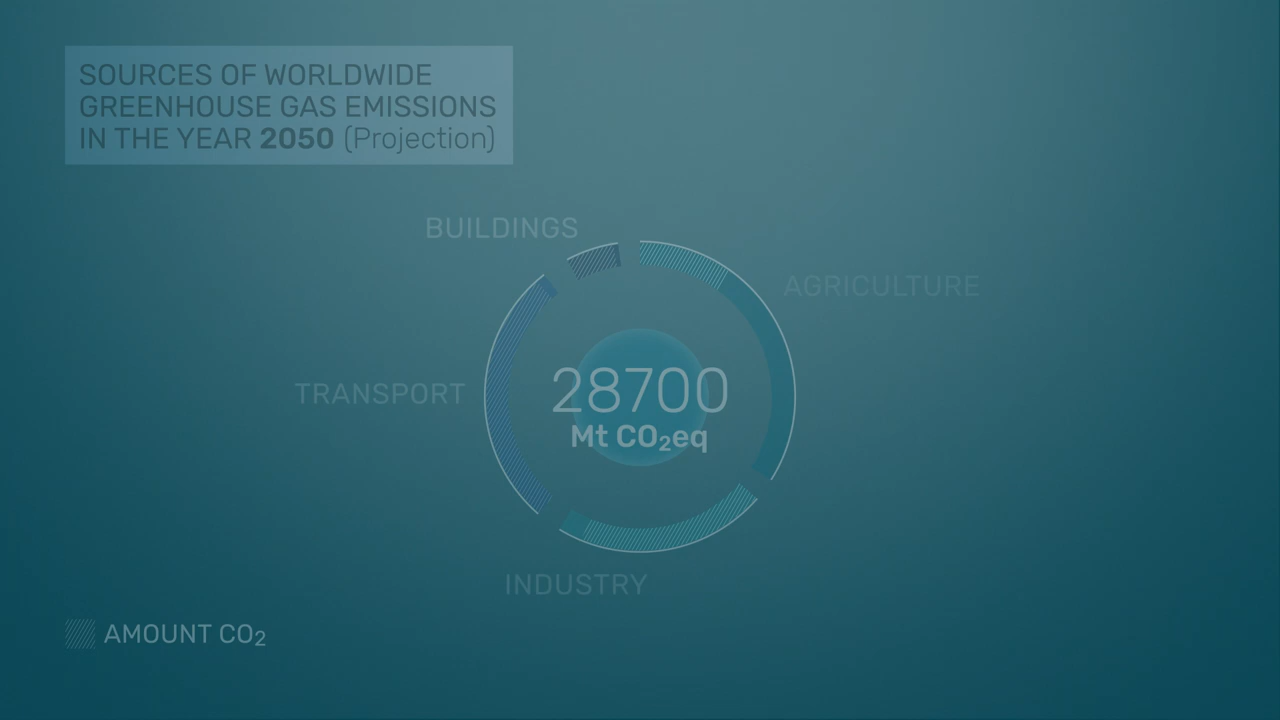 SOURCES OF WORLDWIDE
GREENHOUSE GAS EMISSIONS
IN THE YEAR 2050 (Projection)
BUILDINGS
AGRICULTURE
TRANSPORT
28700
Mt CO₂eq
INDUSTRY
AMOUNT CO₂